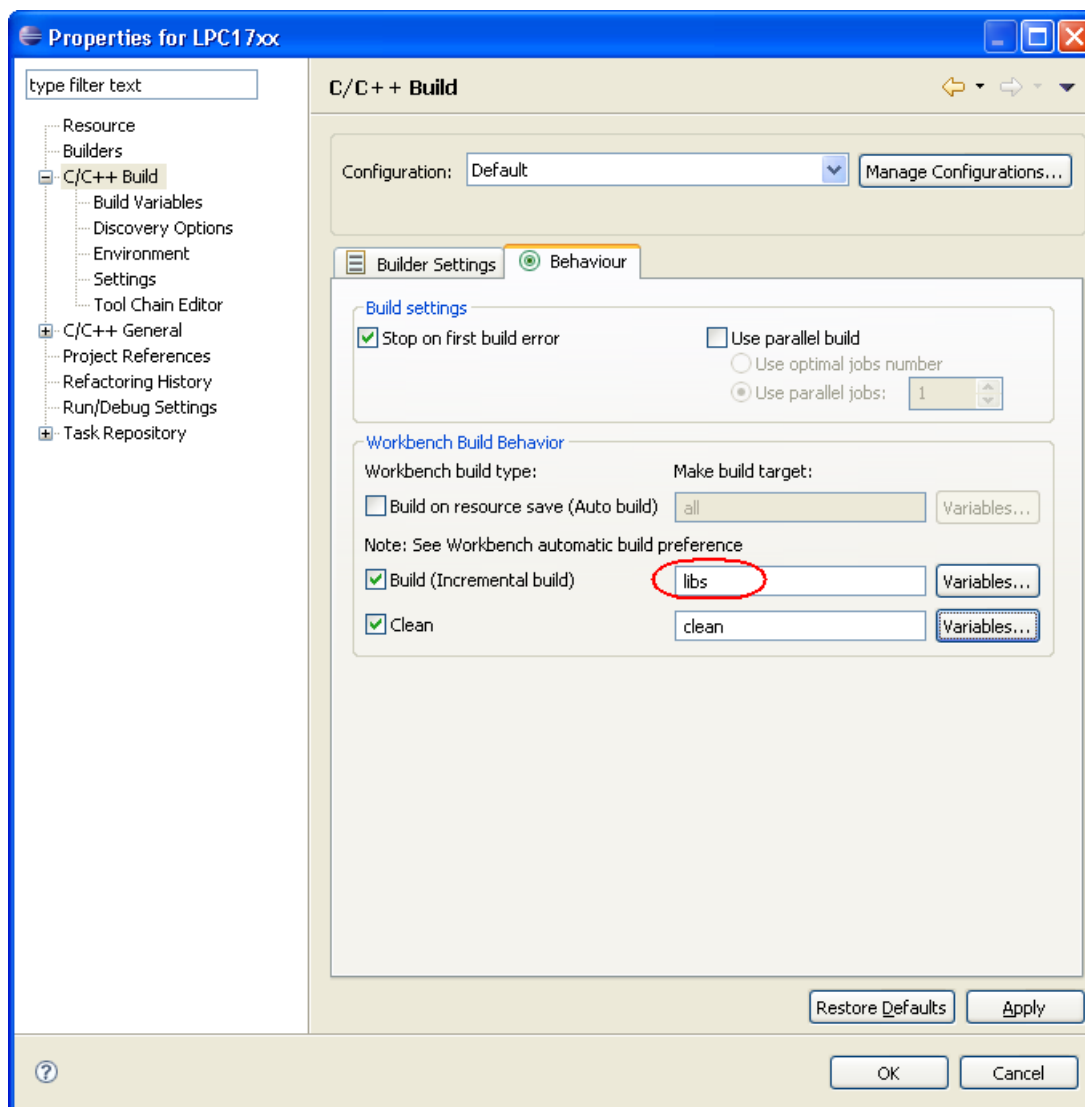 Properties for LPC17xx
type filter text
Resource
Builders
C/C++ Build
Build Variables
Discovery Options
Environment
Settings
Tool Chain Editor
C/C++ General
Project References
Refactoring History
Run/Debug Settings
Task Repository
C/C++ Build
Configuration: Default Manage Configurations...
Builder Settings Behaviour
Build settings
Stop on first build error Use parallel build
Use optimal jobs number
Use parallel jobs: 1
Workbench Build Behavior
Workbench build type: Make build target:
Build on resource save (Auto build) all Variables...
Note: See Workbench automatic build preference
Build (Incremental build) libs Variables...
Clean clean Variables...
Restore Defaults Apply
? OK Cancel